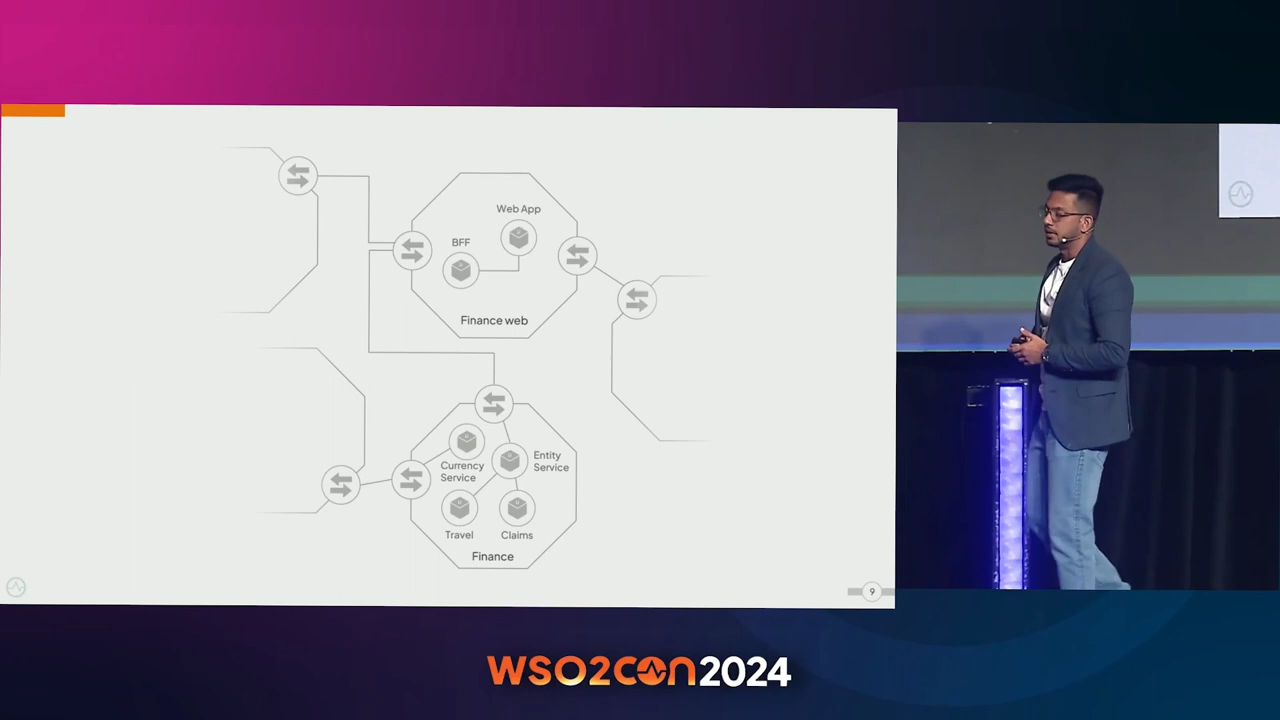 Web App
BFF
Finance web
Entity
Service
Currency
Service
Travel
Claims
Finance
9
WSO2CON2024